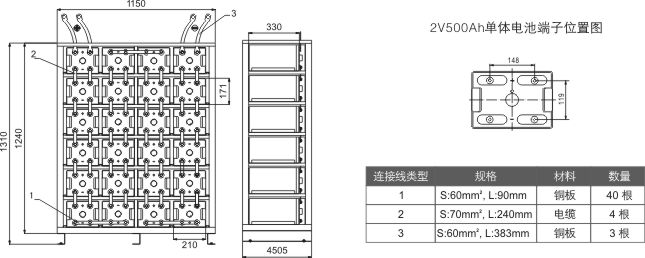 1150
3
2
171
1310
1240
1
210
330
4505
2V500Ah单体电池端子位置图
148
119
连接线类型 规格 材料 数量
1 S:60mm², L:90mm 铜板 40 根
2 S:70mm², L:240mm 电缆 4 根
3 S:60mm², L:383mm 铜板 3 根